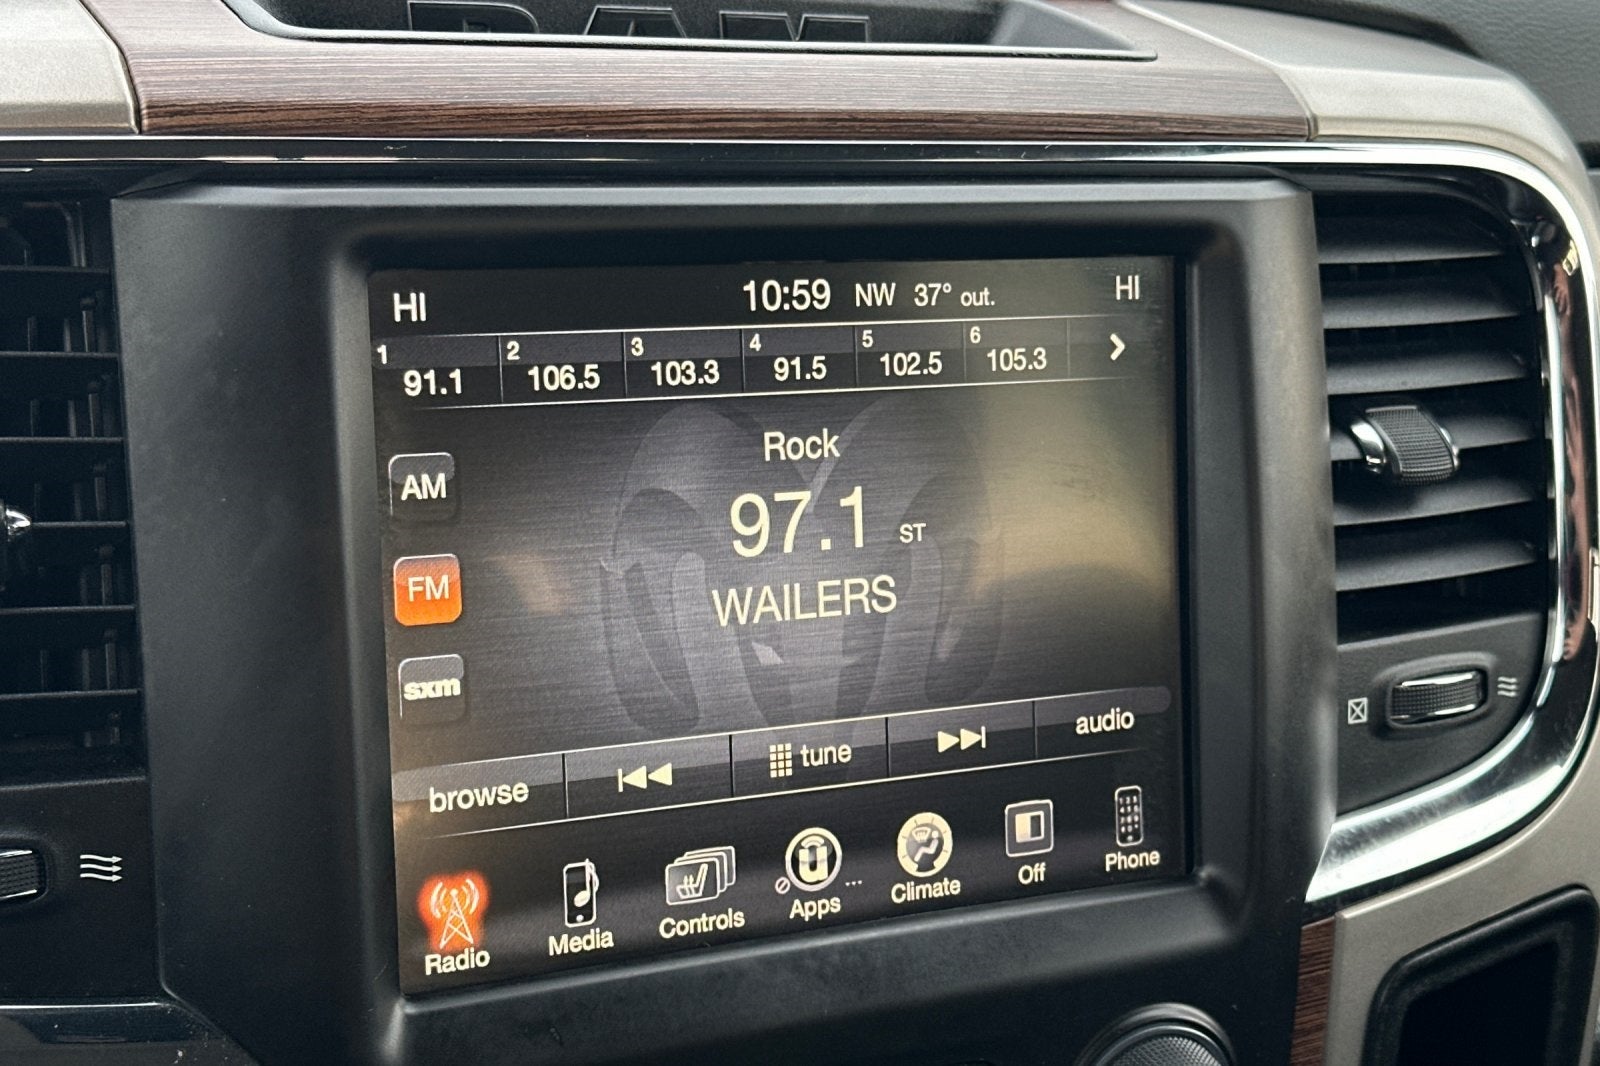 RAM
HI 10:59 NW 37° out. HI
1 2 3 4 5 6
91.1 106.5 103.3 91.5 102.5 105.3
Rock
AM
97.1 ST
FM
WAILERS
sxm
browse tune audio
Radio Media Controls Apps Climate Off Phone